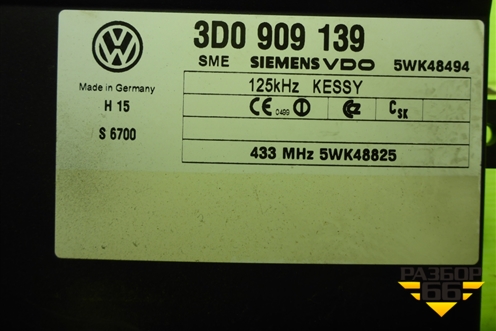 3D0 909 139
SME SIEMENS VDO 5WK48494
Made in Germany
125kHz KESSY
H 15
CE 0499 CSK
S 6700
433 MHz 5WK48825
РАЗБОР
66